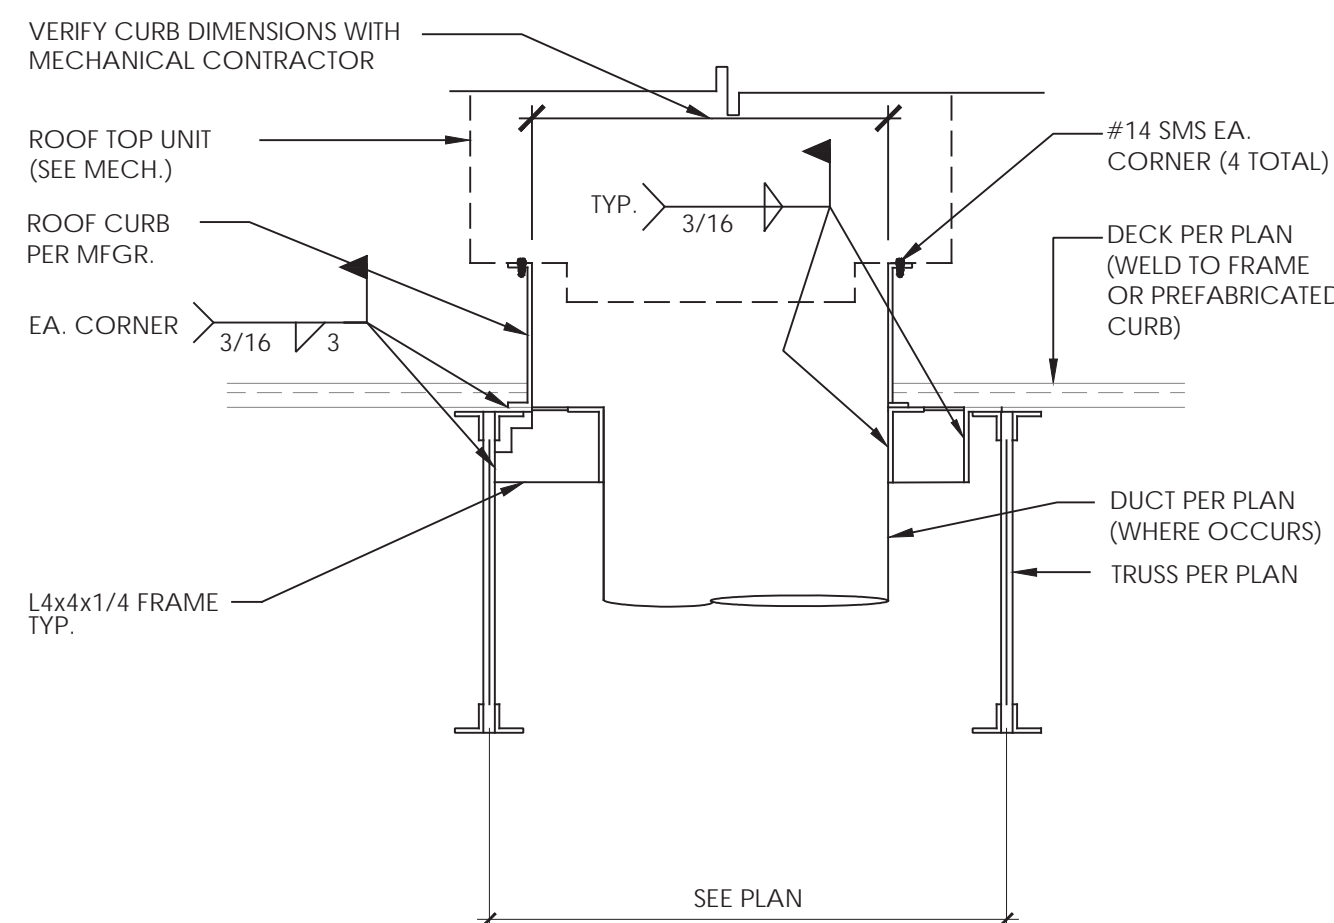 VERIFY CURB DIMENSIONS WITH
MECHANICAL CONTRACTOR
ROOF TOP UNIT
(SEE MECH.)
#14 SMS EA.
CORNER (4 TOTAL)
TYP.
3/16
ROOF CURB
PER MFGR.
DECK PER PLAN
(WELD TO FRAME
OR PREFABRICATED
CURB)
EA. CORNER
3/16
3
DUCT PER PLAN
(WHERE OCCURS)
TRUSS PER PLAN
L4x4x1/4 FRAME
TYP.
SEE PLAN